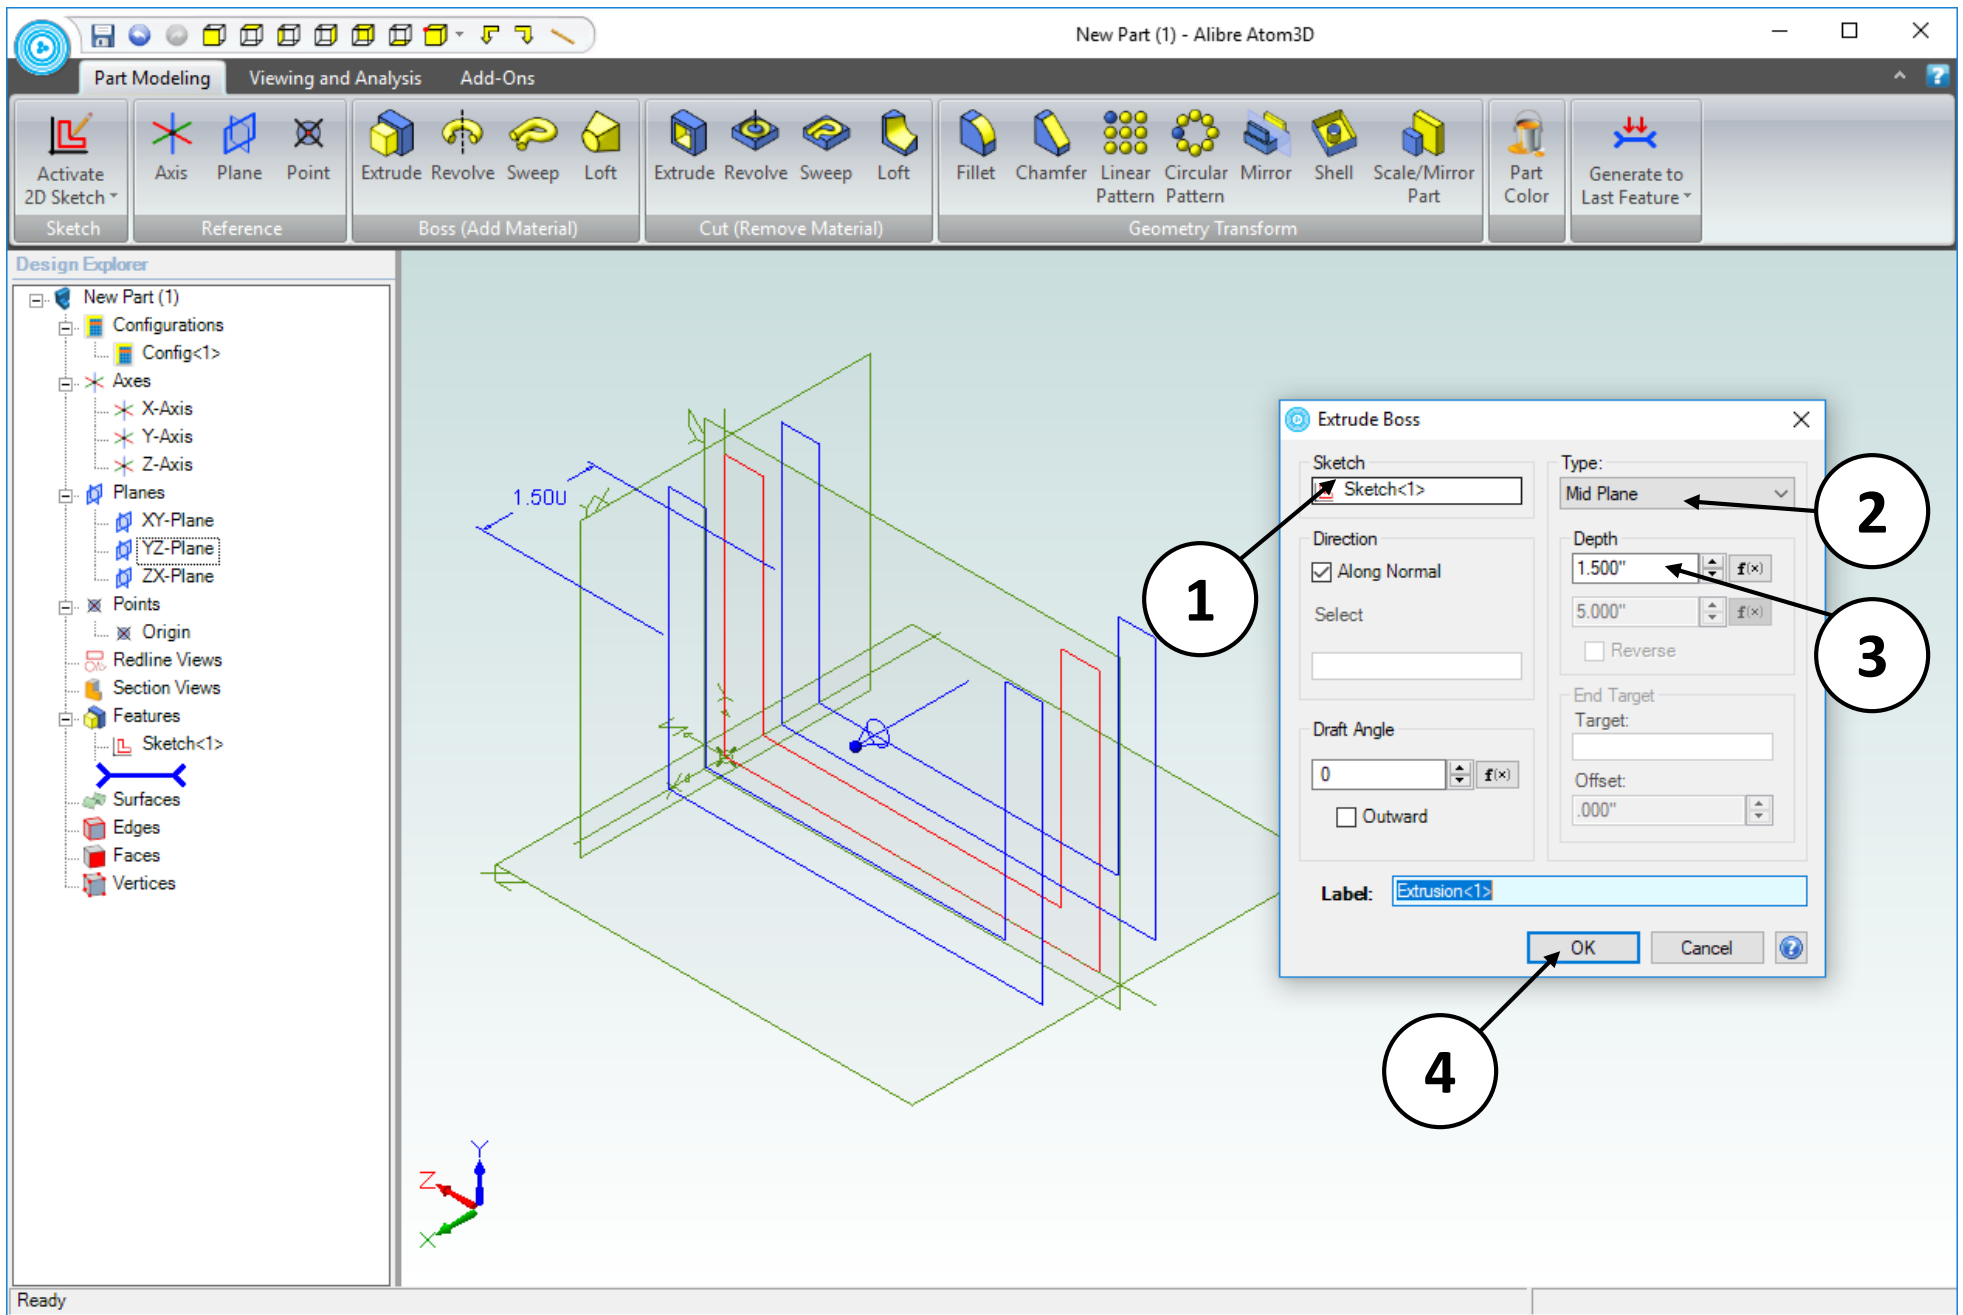 New Part (1) - Alibre Atom3D
Part Modeling
Viewing and Analysis
Add-Ons
Activate
2D Sketch
Axis
Plane
Point
Extrude
Revolve
Sweep
Loft
Extrude
Revolve
Sweep
Loft
Fillet
Chamfer
Linear
Pattern
Circular
Pattern
Mirror
Shell
Scale/Mirror
Part
Part
Color
Generate to
Last Feature
Sketch
Reference
Boss (Add Material)
Cut (Remove Material)
Geometry Transform
Design Explorer
New Part (1)
Configurations
Config<1>
Axes
X-Axis
Y-Axis
Z-Axis
Planes
XY-Plane
YZ-Plane
ZX-Plane
Points
Origin
Redline Views
Section Views
Features
Sketch<1>
Surfaces
Edges
Faces
Vertices
1.50
Y
Z
X
Extrude Boss
Sketch
Sketch<1>
Direction
Along Normal
Select
Draft Angle
0
f(x)
Outward
Type:
Mid Plane
Depth
1.500"
f(x)
5.000"
f(x)
Reverse
End Target
Target:
Offset:
.000"
Label:
Extrusion<1>
OK
Cancel
1
2
3
4
Ready